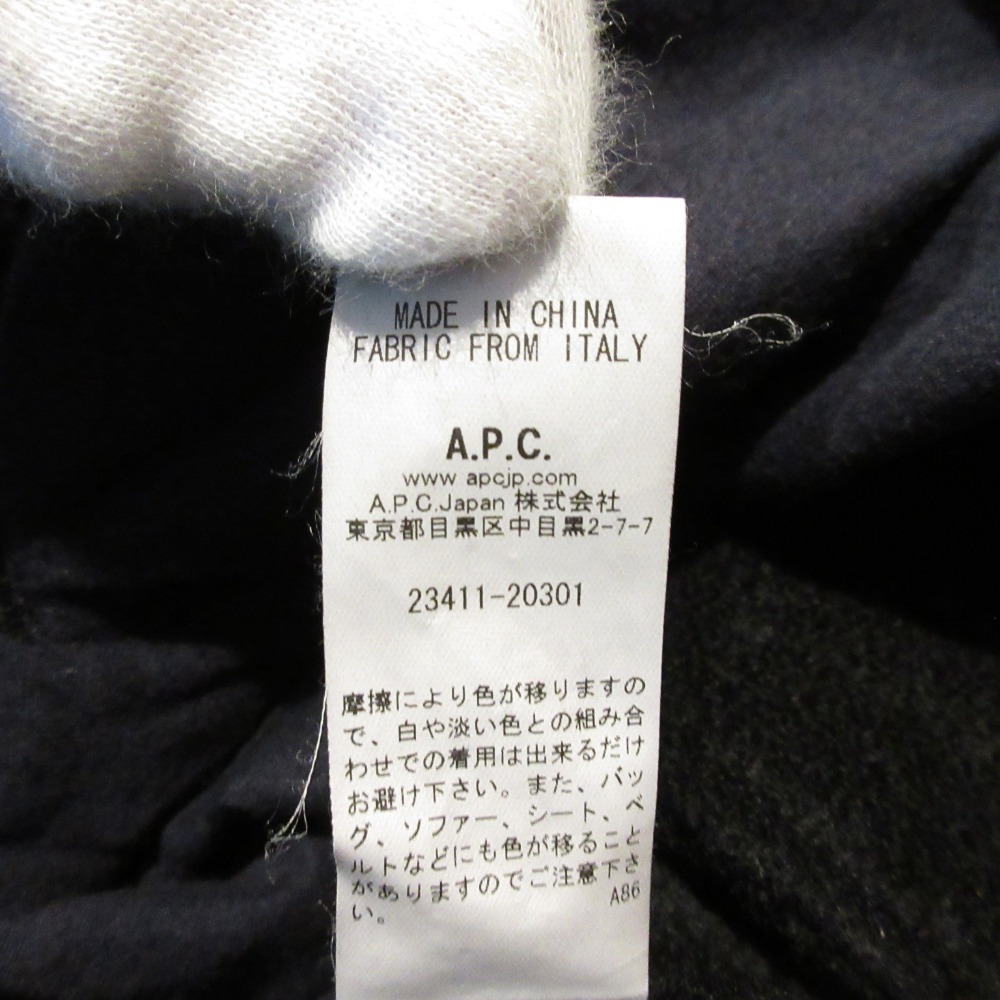 MADE IN CHINA
FABRIC FROM ITALY
A.P.C.
www apcjp.com
A.P.C.Japan 株式会社
東京都目黒区中目黒2-7-7
23411-20301
摩擦により色が移りますの
で、白や淡い色との組み合
わせでの着用は出来るだけ
お避け下さい。また、バッ
グ、ソファー、シート、ベ
ルトなどにも色が移ること
がありますのでご注意下さ
い。
A86